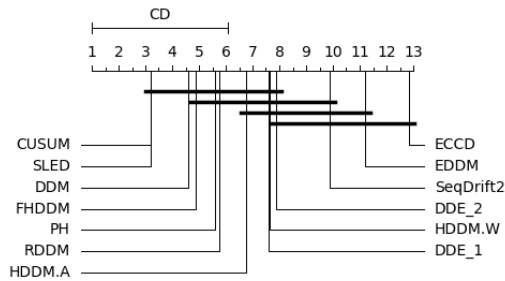 CD
1 2 3 4 5 6 7 8 9 10 11 12 13
CUSUM ECCD
SLED EDDM
DDM SeqDrift2
FHDDM DDE_2
PH HDDM.W
RDDM DDE_1
HDDM.A